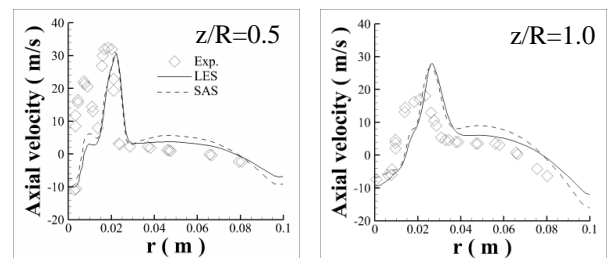 z/R=0.5
Axial velocity ( m/s )
40
30
20
10
0
-10
-20
Exp.
LES
SAS
0 0.02 0.04 0.06 0.08 0.1
r ( m )
z/R=1.0
Axial velocity ( m/s )
40
30
20
10
0
-10
-20
0 0.02 0.04 0.06 0.08 0.1
r ( m )